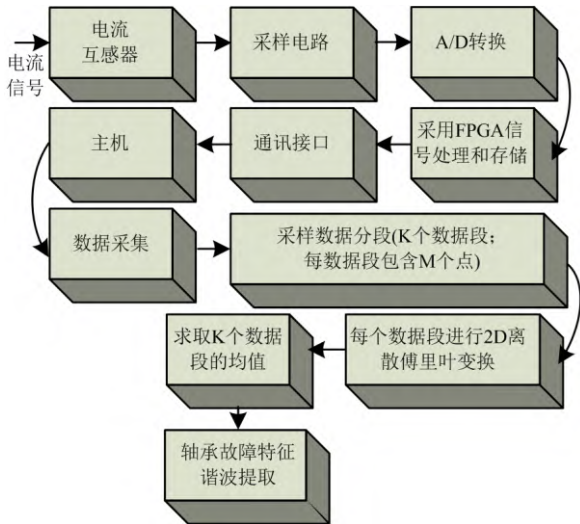 电流
信号
电流
互感器
采样电路
A/D转换
采用FPGA信
号处理和存储
通讯接口
主机
数据采集
采样数据分段(K个数据段；
每数据段包含M个点)
每个数据段进行2D离
散傅里叶变换
求取K个数据
段的均值
轴承故障特征
谐波提取